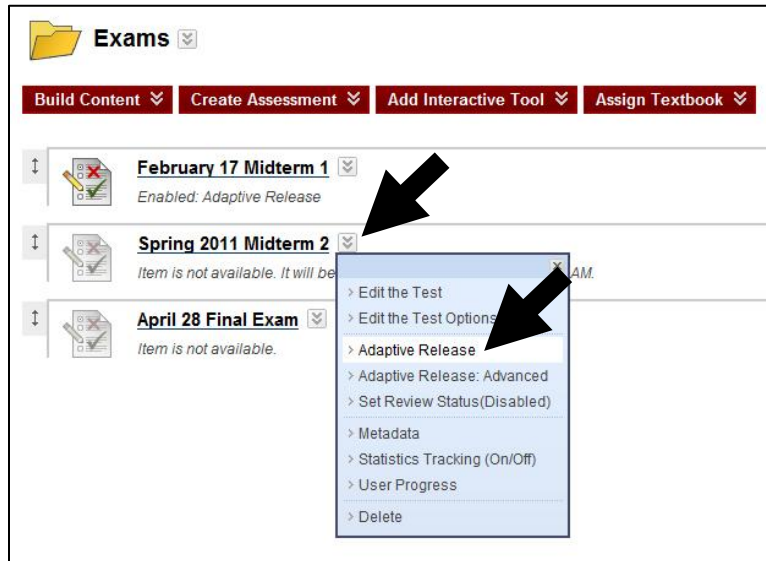 Exams
Build Content Create Assessment Add Interactive Tool Assign Textbook
February 17 Midterm 1
Enabled: Adaptive Release
Spring 2011 Midterm 2
Item is not available. It will be AM.
> Edit the Test
> Edit the Test Options
> Adaptive Release
> Adaptive Release: Advanced
> Set Review Status(Disabled)
> Metadata
> Statistics Tracking (On/Off)
> User Progress
> Delete
April 28 Final Exam
Item is not available.